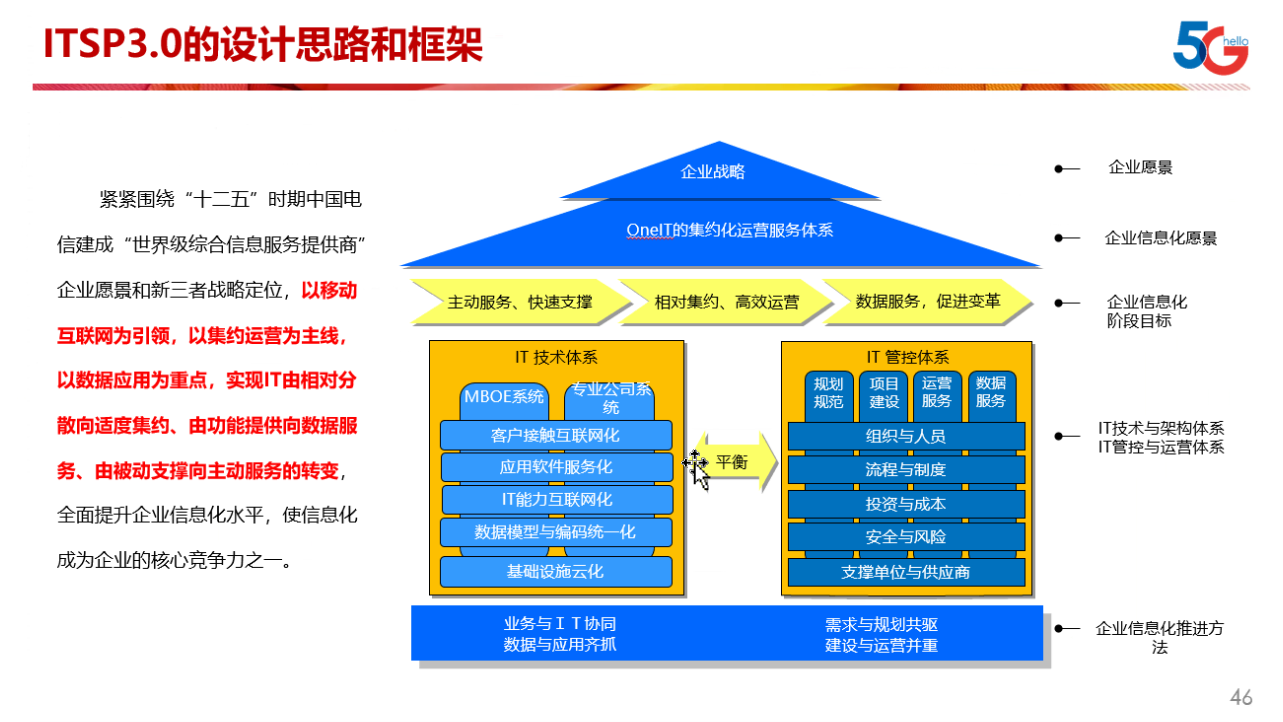 ITSP3.0的设计思路和框架
5G hello
紧紧围绕“十二五”时期中国电
信建成“世界级综合信息服务提供商”
企业愿景和新三者战略定位，以移动
互联网为引领，以集约运营为主线，
以数据应用为重点，实现IT由相对分
散向适度集约、由功能提供向数据服
务、由被动支撑向主动服务的转变，
全面提升企业信息化水平，使信息化
成为企业的核心竞争力之一。
企业战略
企业愿景
OneIT的集约化运营服务体系
企业信息化愿景
主动服务、快速支撑
相对集约、高效运营
数据服务，促进变革
企业信息化
阶段目标
IT 技术体系
MBOE系统
专业公司系
统
客户接触互联网化
应用软件服务化
IT能力互联网化
数据模型与编码统一化
基础设施云化
平衡
IT 管控体系
规划
规范
项目
建设
运营
服务
数据
服务
组织与人员
流程与制度
投资与成本
安全与风险
支撑单位与供应商
IT技术与架构体系
IT管控与运营体系
业务与ＩＴ协同
数据与应用齐抓
需求与规划共驱
建设与运营并重
企业信息化推进方
法
46